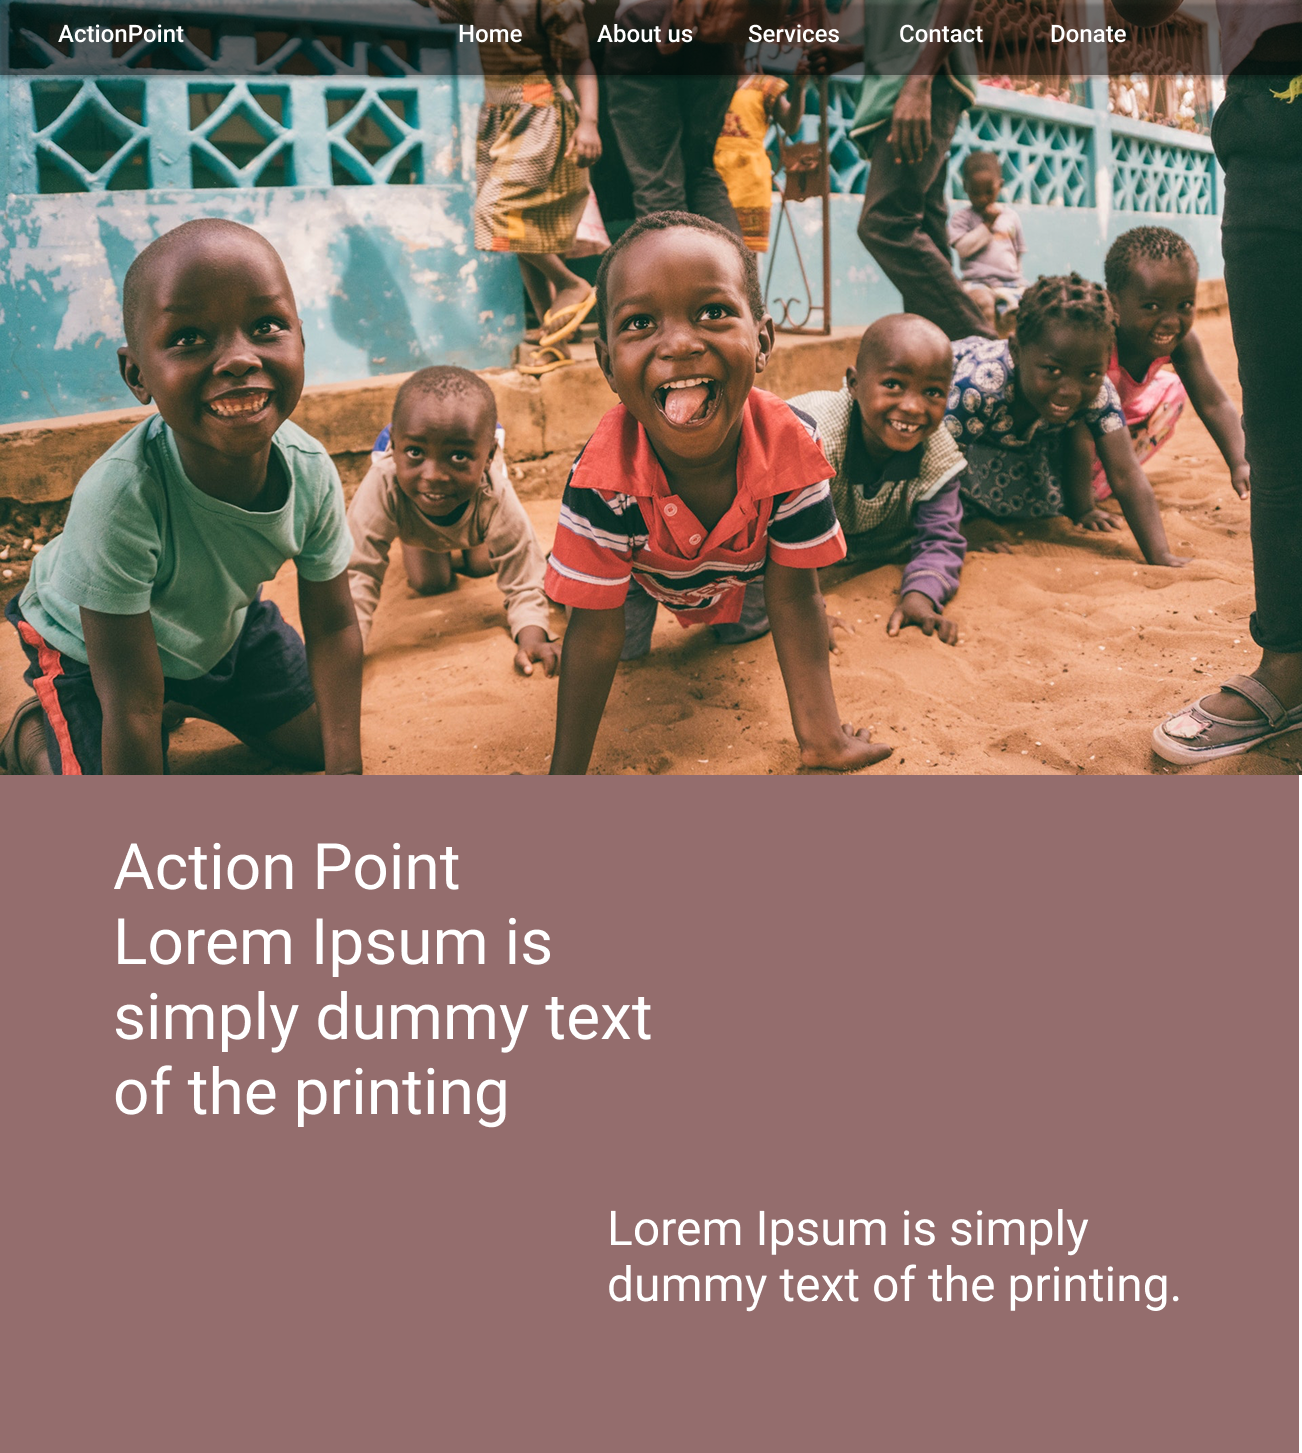 ActionPoint Home About us Services Contact Donate
Action Point
Lorem Ipsum is
simply dummy text
of the printing
Lorem Ipsum is simply
dummy text of the printing.